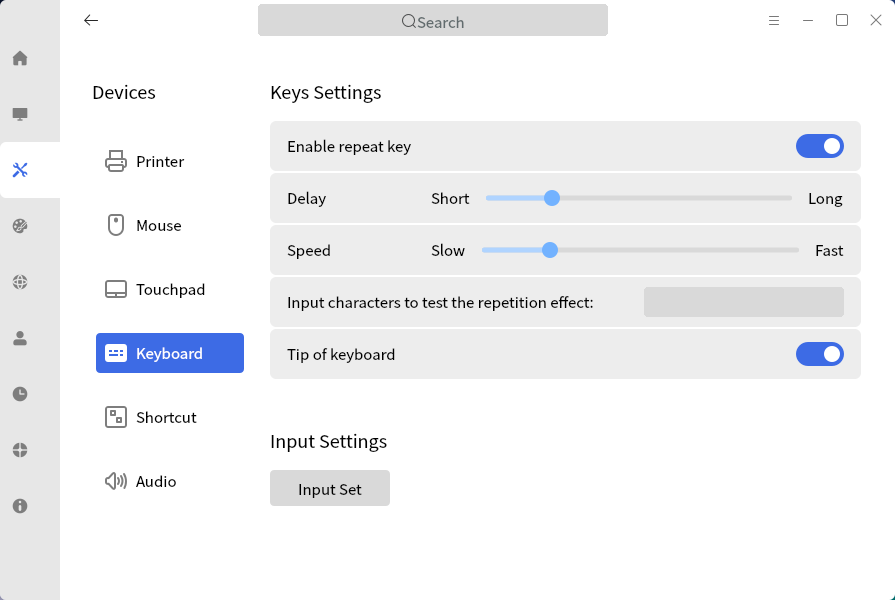 Search
Devices
Printer
Mouse
Touchpad
Keyboard
Shortcut
Audio
Keys Settings
Enable repeat key
Delay Short Long
Speed Slow Fast
Input characters to test the repetition effect:
Tip of keyboard
Input Settings
Input Set